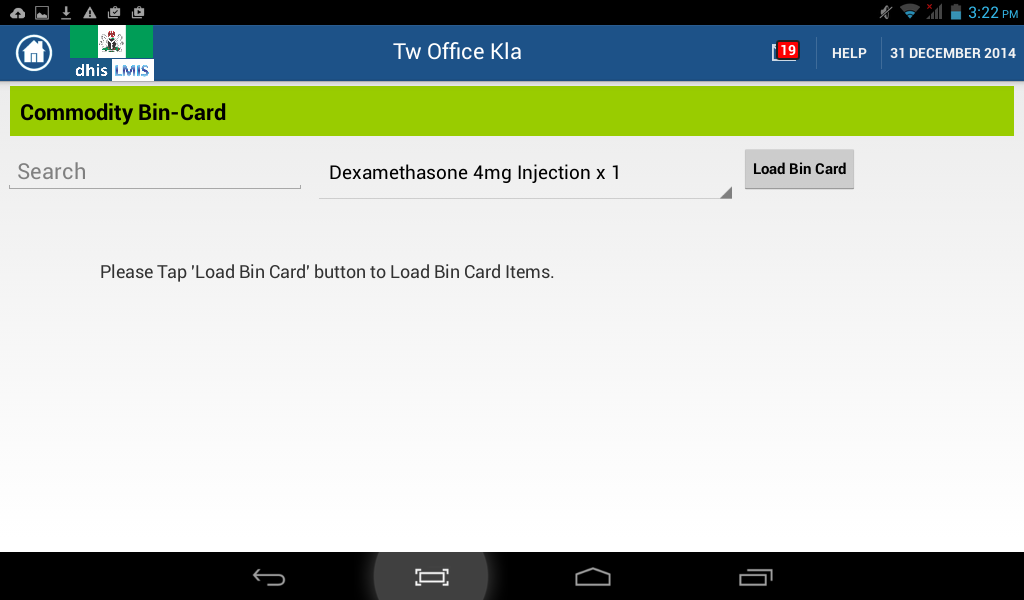 3:22 PM
dhis LMIS
Tw Office Kla
19
HELP
31 DECEMBER 2014
Commodity Bin-Card
Search
Dexamethasone 4mg Injection x 1
Load Bin Card
Please Tap 'Load Bin Card' button to Load Bin Card Items.